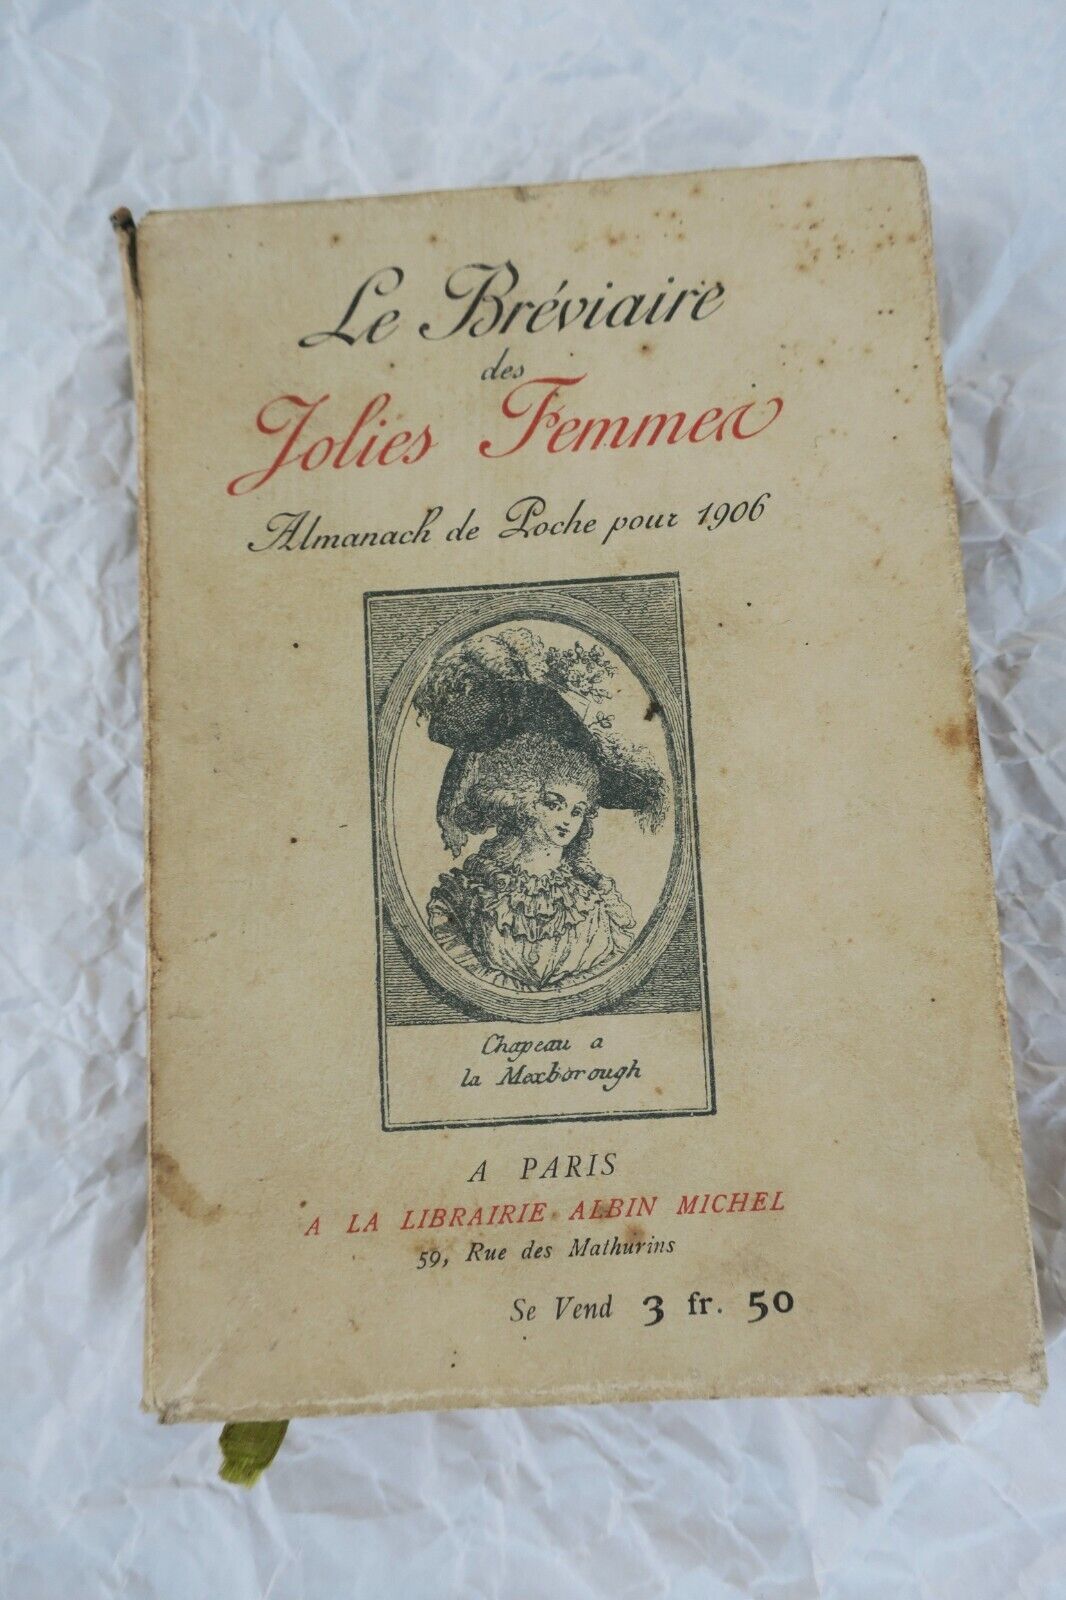 Le Bréviaire
des
Jolies Femmes
Almanach de Poche pour 1906
Chapeau a
la Mexborough
A PARIS
A LA LIBRAIRIE ALBIN MICHEL
59, Rue des Mathurins
Se Vend 3 fr. 50